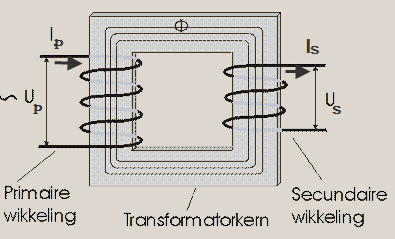 Φ
Ip
Is
~ Up
Us
Primaire
wikkeling
Transformatorkern
Secundaire
wikkeling